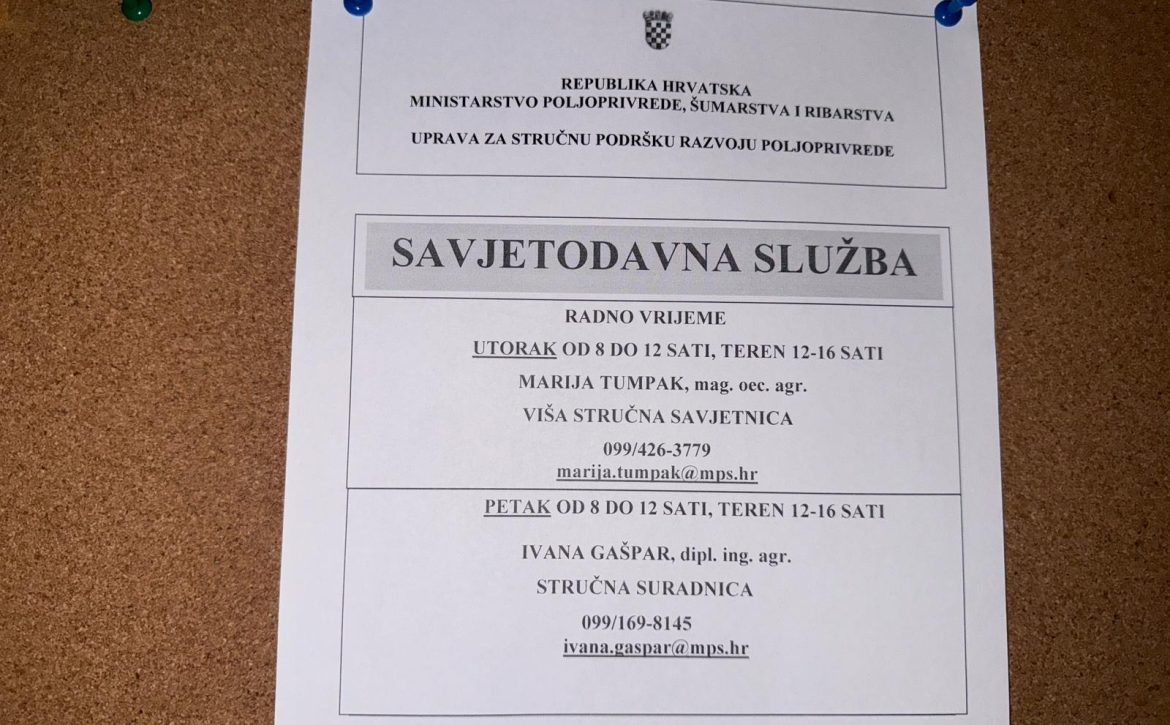 REPUBLIKA HRVATSKA
MINISTARSTVO POLJOPRIVREDE, ŠUMARSTVA I RIBARSTVA
UPRAVA ZA STRUČNU PODRŠKU RAZVOJU POLJOPRIVREDE
SAVJETODAVNA SLUŽBA
RADNO VRIJEME
UTORAK OD 8 DO 12 SATI, TEREN 12-16 SATI
MARIJA TUMPAK, mag. oec. agr.
VIŠA STRUČNA SAVJETNICA
099/426-3779
marija.tumpak@mps.hr
PETAK OD 8 DO 12 SATI, TEREN 12-16 SATI
IVANA GAŠPAR, dipl. ing. agr.
STRUČNA SURADNICA
099/169-8145
ivana.gaspar@mps.hr